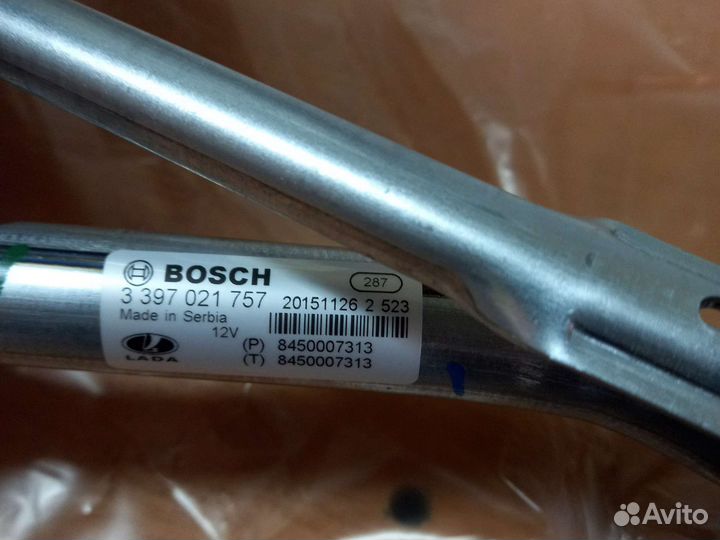 BOSCH
287
3 397 021 757
20151126 2 523
Made in Serbia
12V
LADA
(P) 8450007313
(T) 8450007313
Avito